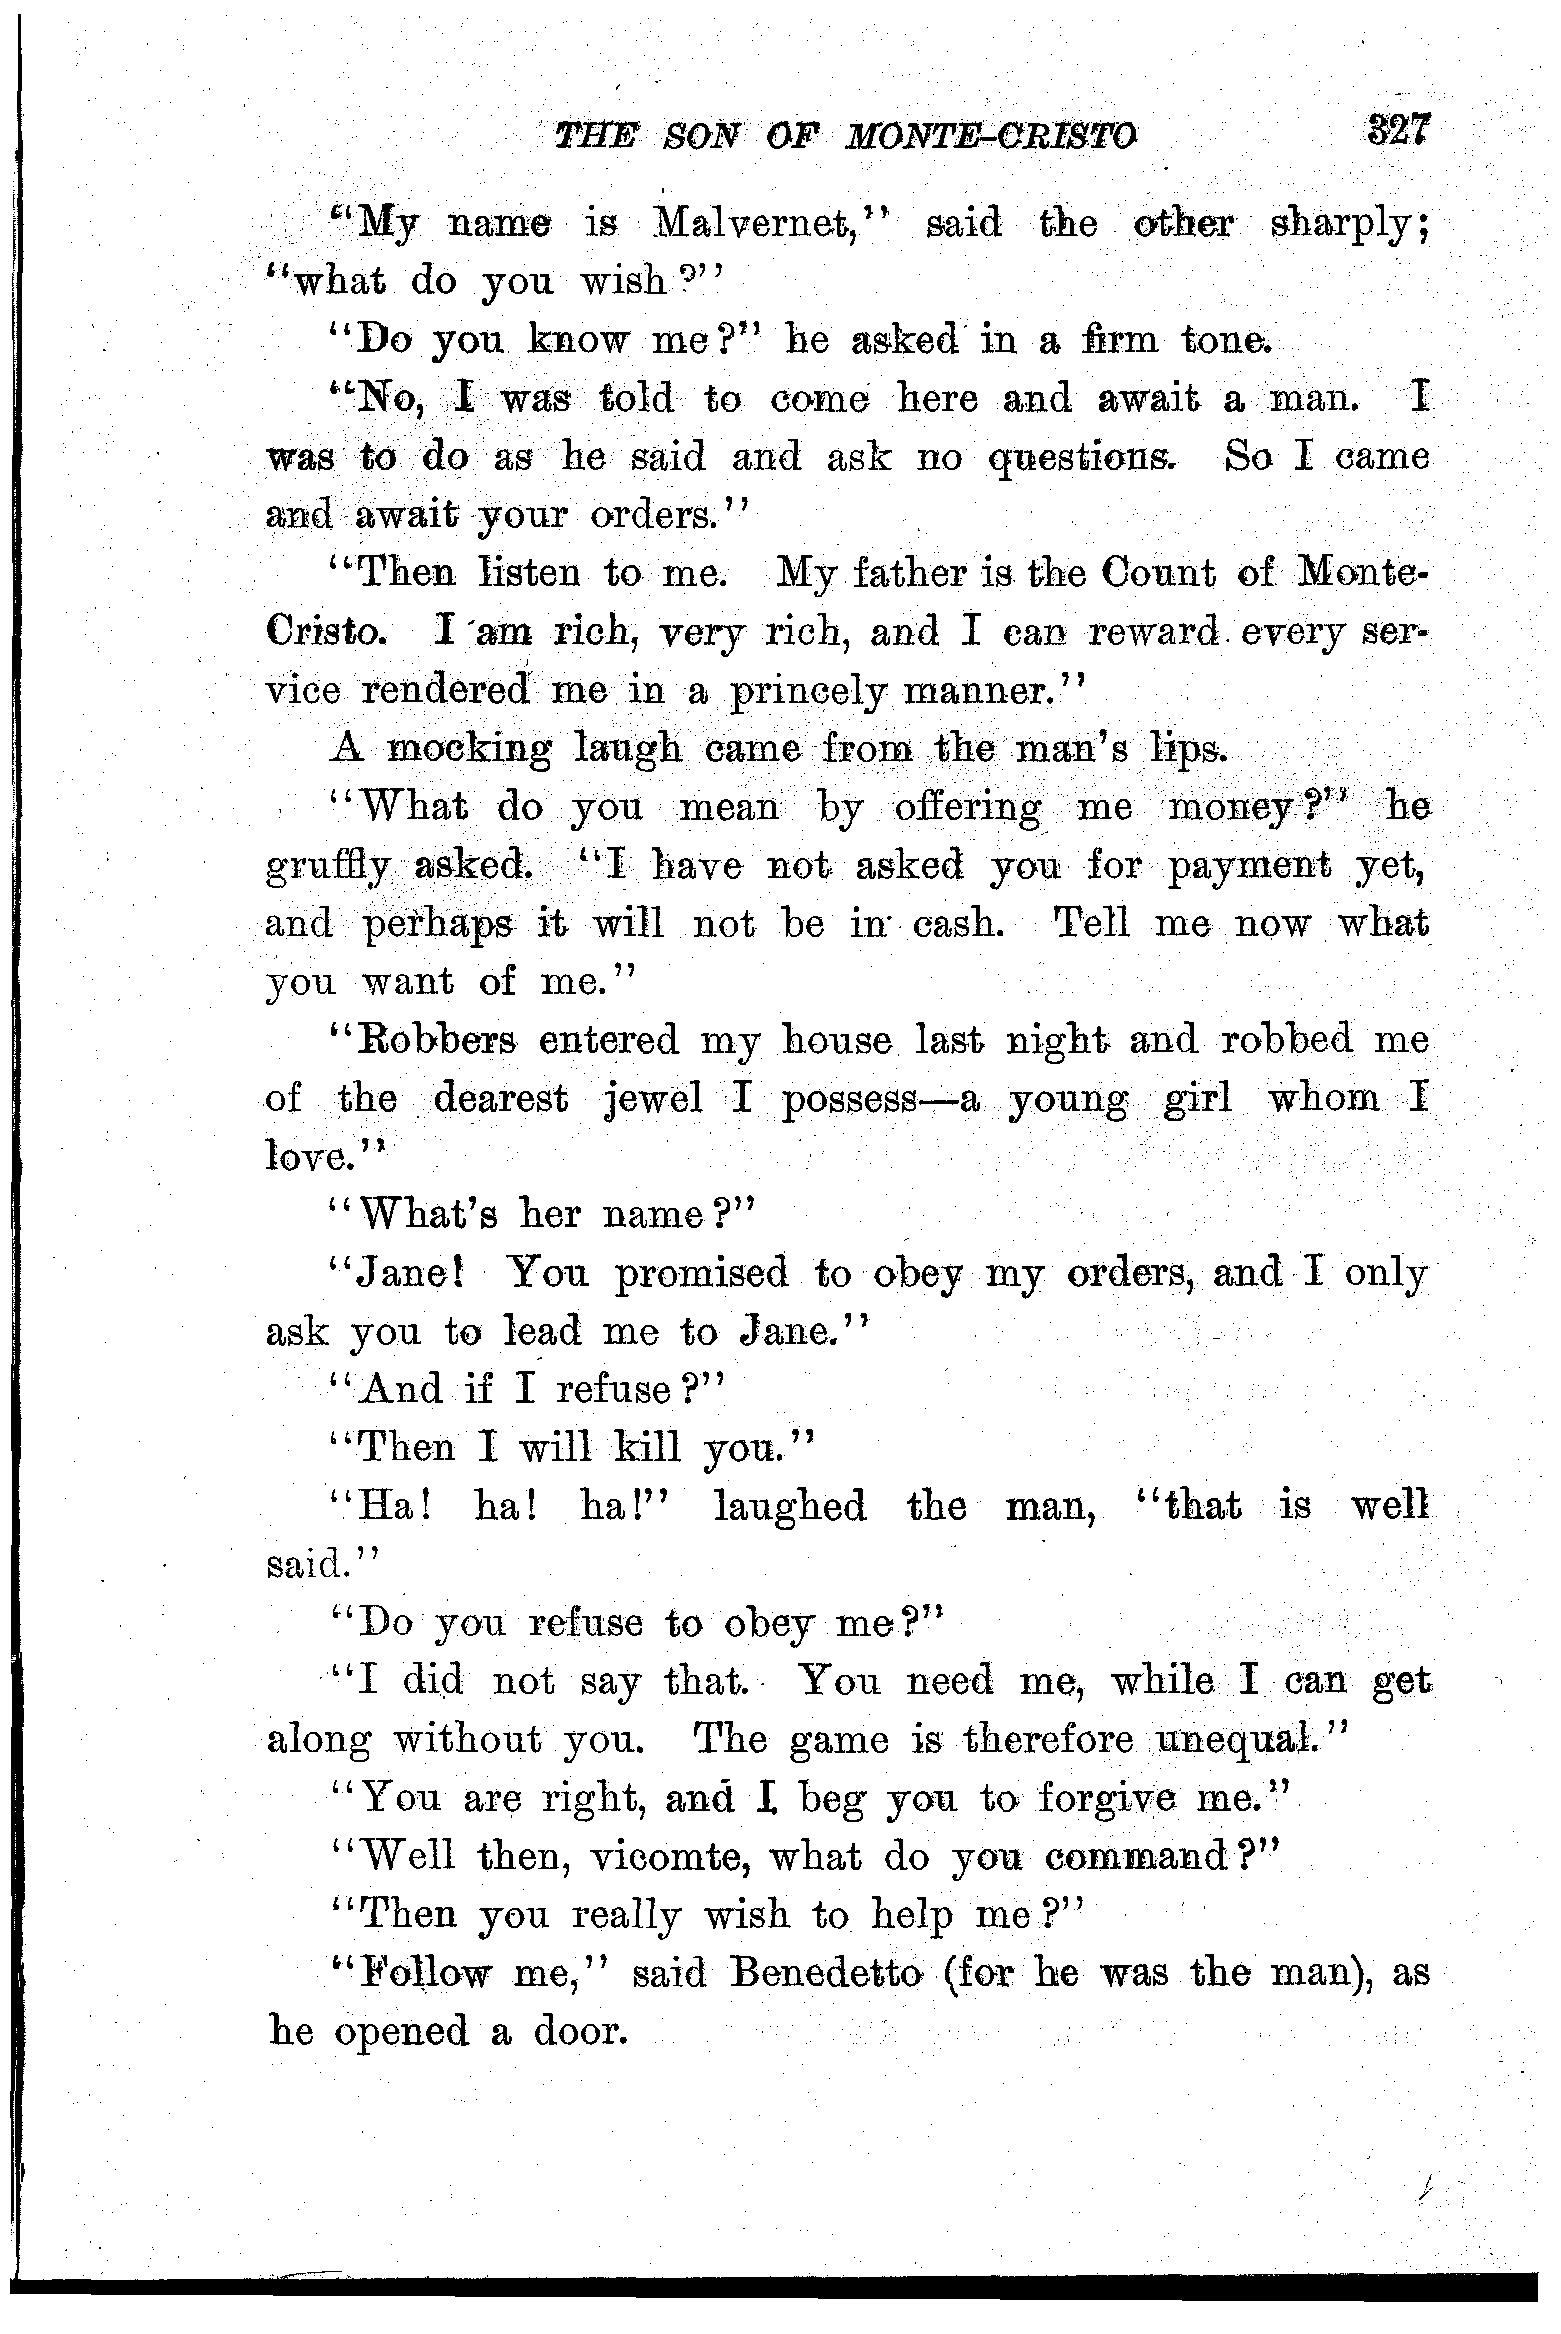 THE SON OF MONTE-CRISTO 327
"My name is Malvernet," said the other sharply;
"what do you wish?"
"Do you know me?" he asked in a firm tone.
"No, I was told to come here and await a man. I
was to do as he said and ask no questions. So I came
and await your orders."
"Then listen to me. My father is the Count of Monte-
Cristo. I am rich, very rich, and I can reward every ser-
vice rendered me in a princely manner."
A mocking laugh came from the man's lips.
"What do you mean by offering me money?" he
gruffly asked. "I have not asked you for payment yet,
and perhaps it will not be in cash. Tell me now what
you want of me."
"Robbers entered my house last night and robbed me
of the dearest jewel I possess—a young girl whom I
love."
"What's her name?"
"Jane! You promised to obey my orders, and I only
ask you to lead me to Jane."
"And if I refuse?"
"Then I will kill you."
"Ha! ha! ha!" laughed the man, "that is well
said."
"Do you refuse to obey me?"
"I did not say that. You need me, while I can get
along without you. The game is therefore unequal."
"You are right, and I beg you to forgive me."
"Well then, vicomte, what do you command?"
"Then you really wish to help me?"
"Follow me," said Benedetto (for he was the man), as
he opened a door.